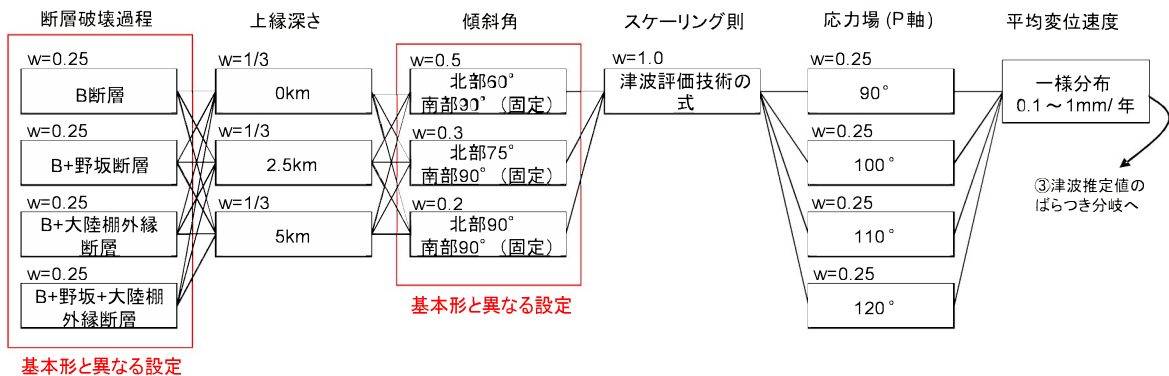 断層破壊過程
w=0.25
B断層
w=0.25
B+野坂断層
w=0.25
B+大陸棚外縁
断層
w=0.25
B+野坂+大陸棚
外縁断層
基本形と異なる設定
上縁深さ
w=1/3
0km
w=1/3
2.5km
w=1/3
5km
傾斜角
w=0.5
北部60°
南部90°（固定）
w=0.3
北部75°
南部90°（固定）
w=0.2
北部90°
南部90°（固定）
基本形と異なる設定
スケーリング則
w=1.0
津波評価技術の
式
応力場 (P軸)
w=0.25
90°
w=0.25
100°
w=0.25
110°
w=0.25
120°
平均変位速度
一様分布
0.1～1mm/年
③津波推定値の
ばらつき分岐へ